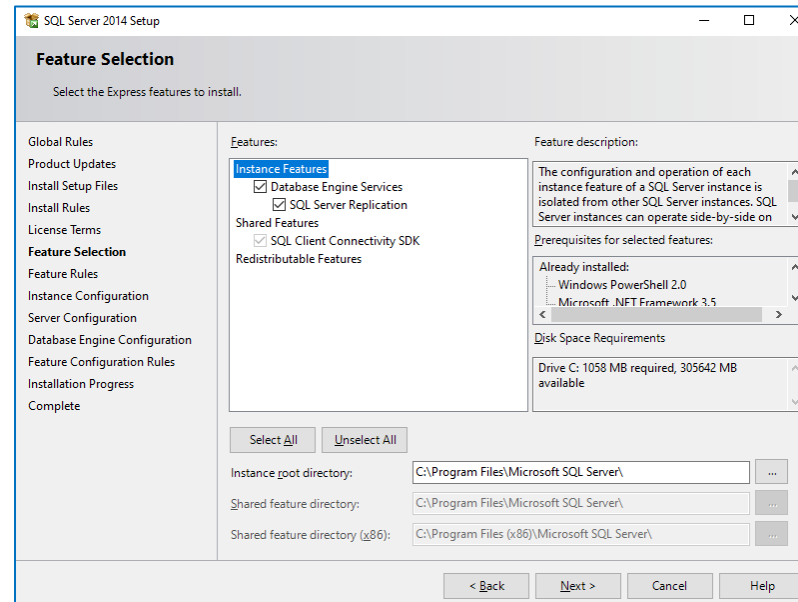 SQL Server 2014 Setup
Feature Selection
Select the Express features to install.
Global Rules
Product Updates
Install Setup Files
Install Rules
License Terms
Feature Selection
Feature Rules
Instance Configuration
Server Configuration
Database Engine Configuration
Feature Configuration Rules
Installation Progress
Complete
Features:
Instance Features
Database Engine Services
SQL Server Replication
Shared Features
SQL Client Connectivity SDK
Redistributable Features
Feature description:
The configuration and operation of each
instance feature of a SQL Server instance is
isolated from other SQL Server instances. SQL
Server instances can operate side-by-side on
Prerequisites for selected features:
Already installed:
Windows PowerShell 2.0
Microsoft .NET Framework 3.5
Disk Space Requirements
Drive C: 1058 MB required, 305642 MB
available
Select All
Unselect All
Instance root directory:
C:\Program Files\Microsoft SQL Server\
...
Shared feature directory:
C:\Program Files\Microsoft SQL Server\
...
Shared feature directory (x86):
C:\Program Files (x86)\Microsoft SQL Server\
...
< Back
Next >
Cancel
Help